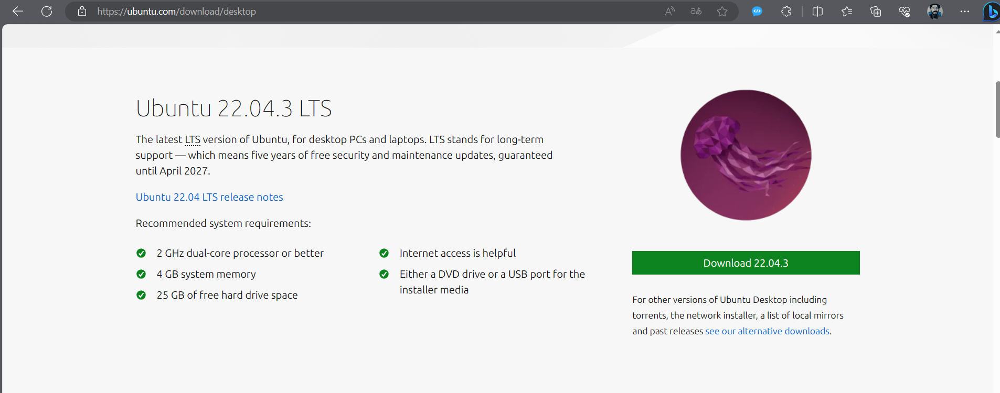 https://ubuntu.com/download/desktop
Ubuntu 22.04.3 LTS
The latest LTS version of Ubuntu, for desktop PCs and laptops. LTS stands for long-term
support — which means five years of free security and maintenance updates, guaranteed
until April 2027.
Ubuntu 22.04 LTS release notes
Recommended system requirements:
2 GHz dual-core processor or better
4 GB system memory
25 GB of free hard drive space
Internet access is helpful
Either a DVD drive or a USB port for the
installer media
Download 22.04.3
For other versions of Ubuntu Desktop including
torrents, the network installer, a list of local mirrors
and past releases see our alternative downloads.